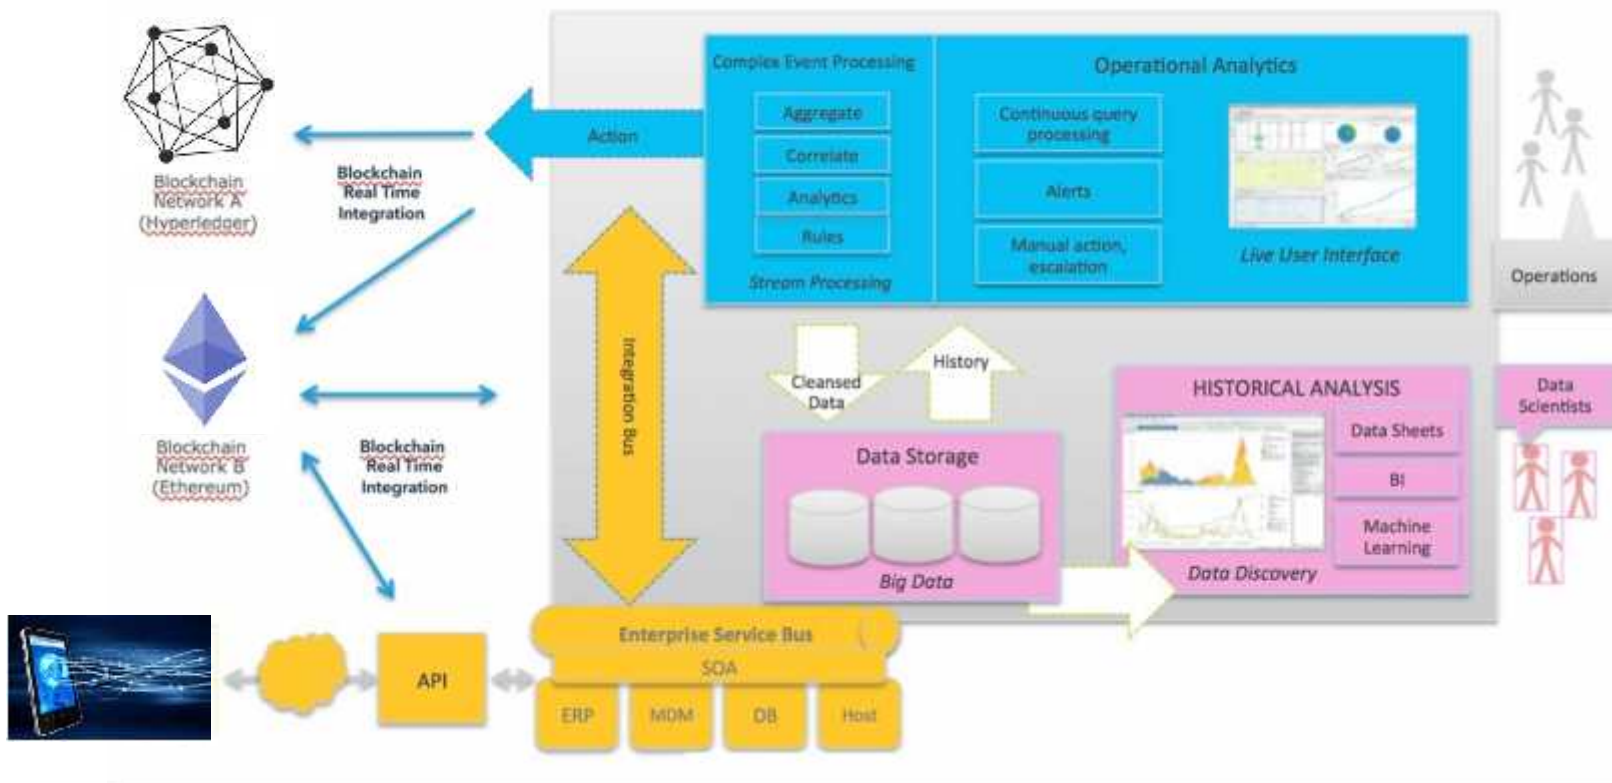 Blockchain
Network A
(Hyperledger)
Blockchain
Real Time
Integration
Action
Complex Event Processing
Aggregate
Correlate
Analytics
Rules
Stream Processing
Operational Analytics
Continuous query
processing
Alerts
Manual action,
escalation
Live User Interface
Operations
Blockchain
Network B
(Ethereum)
Blockchain
Real Time
Integration
Integration Bus
Cleansed
Data
History
Data Storage
Big Data
HISTORICAL ANALYSIS
Data Sheets
BI
Machine
Learning
Data Discovery
Data
Scientists
API
Enterprise Service Bus
SOA
ERP
MDM
DB
Host